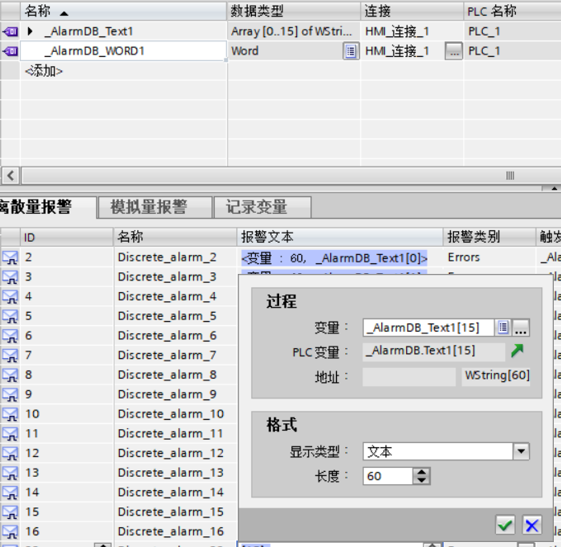 名称 数据类型 连接 PLC 名称
_AlarmDB_Text1 Array [0..15] of WStri... HMI_连接_1 PLC_1
_AlarmDB_WORD1 Word HMI_连接_1 ... PLC_1
<添加>
离散量报警 模拟量报警 记录变量
ID 名称 报警文本 报警类别 触发
2 Discrete_alarm_2 <变量 : 60, _AlarmDB_Text1[0]> Errors _Ala
3 Discrete_alarm_3
4 Discrete_alarm_4
5 Discrete_alarm_5
6 Discrete_alarm_6
7 Discrete_alarm_7
8 Discrete_alarm_8
9 Discrete_alarm_9
10 Discrete_alarm_10
11 Discrete_alarm_11
12 Discrete_alarm_12
13 Discrete_alarm_13
14 Discrete_alarm_14
15 Discrete_alarm_15
16 Discrete_alarm_16
过程
变量： _AlarmDB_Text1[15] ...
PLC 变量： _AlarmDB.Text1[15]
地址： WString[60]
格式
显示类型： 文本
长度： 60